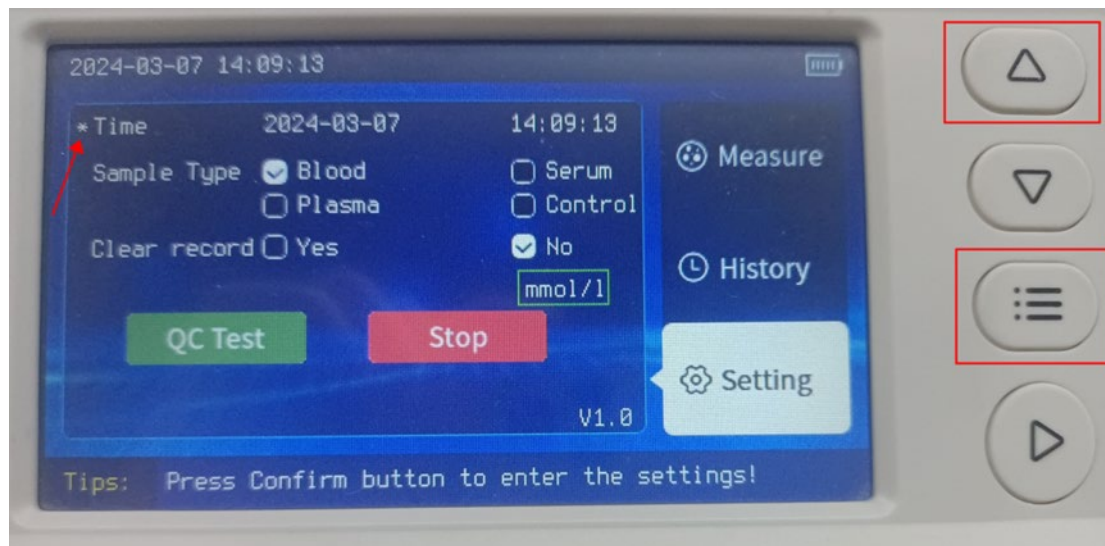 2024-03-07 14:09:13
*Time 2024-03-07 14:09:13
Sample Type Blood Serum
Plasma Control
Clear record Yes No
mmol/l
QC Test Stop
V1.0
Measure
History
Setting
Tips: Press Confirm button to enter the settings!